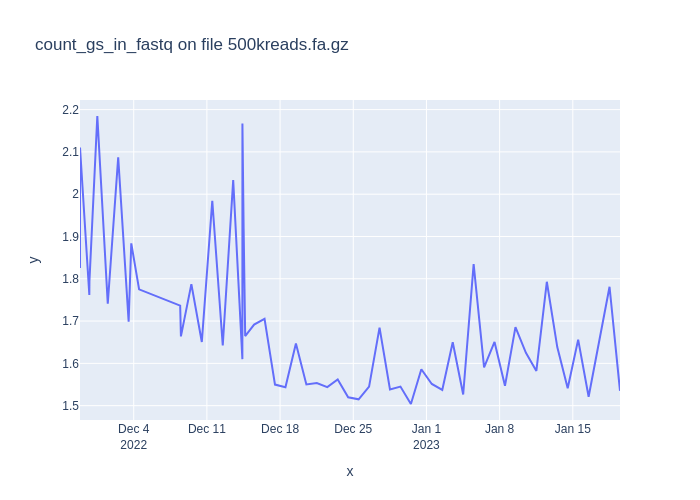 count_gs_in_fastq on file 500kreads.fa.gz
2.2
2.1
2
1.9
1.8
1.7
1.6
1.5
y
Dec 4 Dec 11 Dec 18 Dec 25 Jan 1 Jan 8 Jan 15
2022 2023
x